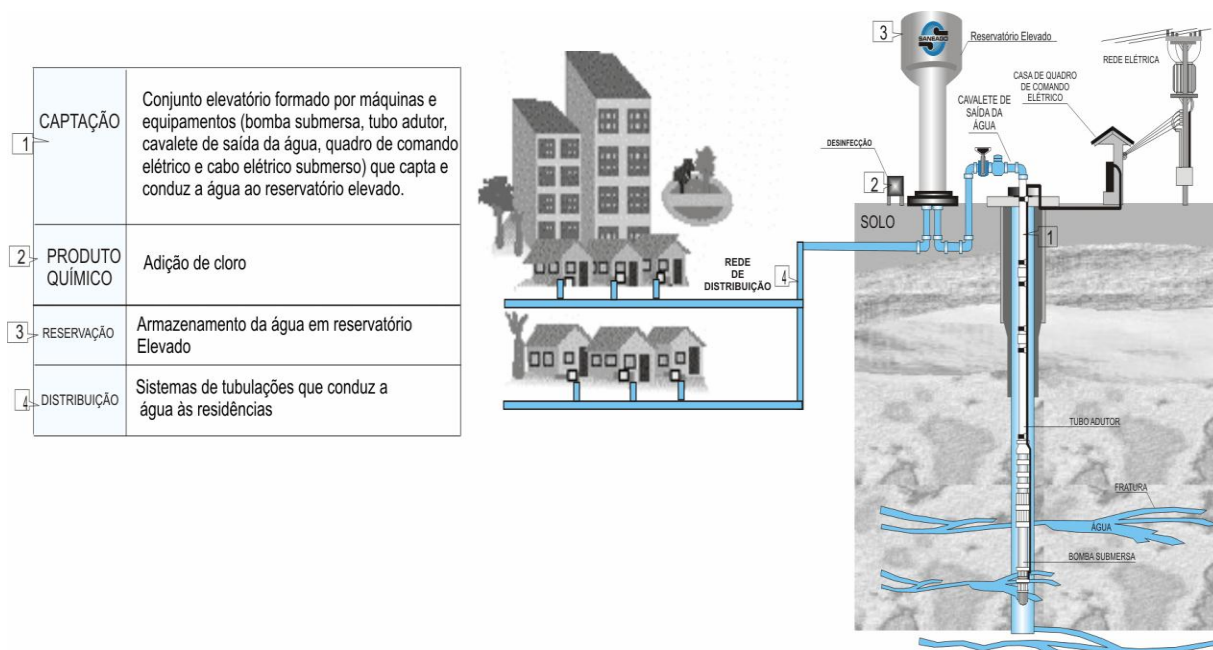 1
CAPTAÇÃO
Conjunto elevatório formado por máquinas e
equipamentos (bomba submersa, tubo adutor,
cavalete de saída da água, quadro de comando
elétrico e cabo elétrico submerso) que capta e
conduz a água ao reservatório elevado.
2
PRODUTO
QUÍMICO
Adição de cloro
3
RESERVAÇÃO
Armazenamento da água em reservatório
Elevado
4
DISTRIBUIÇÃO
Sistemas de tubulações que conduz a
água às residências
3
SANEAGO
Reservatório Elevado
REDE ELÉTRICA
CASA DE QUADRO
DE COMANDO
ELÉTRICO
CAVALETE DE
SAÍDA DA
ÁGUA
DESINFECÇÃO
2
SOLO
1
REDE
DE
DISTRIBUIÇÃO
4
TUBO ADUTOR
FRATURA
ÁGUA
BOMBA SUBMERSA